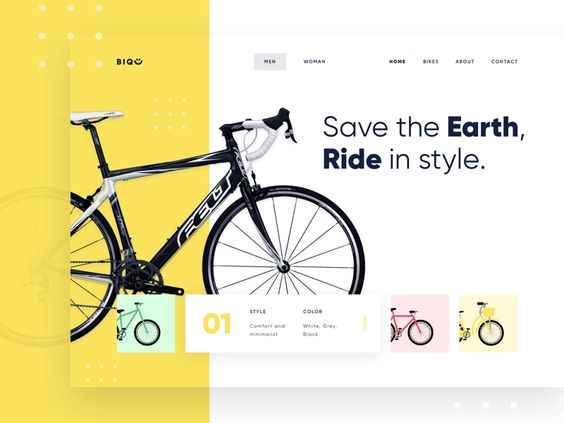 BIQ
MEN
WOMAN
HOME
BIKES
ABOUT
CONTACT
Save the Earth,
Ride in style.
FELT
01
STYLE
COLOR
Comfort and
minimalist.
White, Grey,
Black